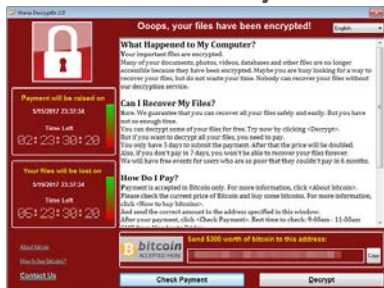 Wana Decrypt0r 2.0
Ooops, your files have been encrypted!
English
What Happened to My Computer?
Your important files are encrypted.
Many of your documents, photos, videos, databases and other files are no longer
accessible because they have been encrypted. Maybe you are busy looking for a way to
recover your files, but do not waste your time. Nobody can recover your files without
our decryption service.
Can I Recover My Files?
Sure. We guarantee that you can recover all your files safely and easily. But you have
not so enough time.
You can decrypt some of your files for free. Try now by clicking <Decrypt>.
But if you want to decrypt all your files, you need to pay.
You only have 3 days to submit the payment. After that the price will be doubled.
Also, if you don't pay in 7 days, you won't be able to recover your files forever.
We will have free events for users who are so poor that they couldn't pay in 6 months.
How Do I Pay?
Payment is accepted in Bitcoin only. For more information, click <About bitcoin>.
Please check the current price of Bitcoin and buy some bitcoins. For more information,
click <How to buy bitcoins>.
And send the correct amount to the address specified in this window.
After your payment, click <Check Payment>. Best time to check: 9:00am - 11:00am
Payment will be raised on
5/15/2017 23:37:34
Time Left
02:23:30:20
Your files will be lost on
5/19/2017 23:37:34
Time Left
06:23:30:20
About bitcoin
How to buy bitcoins?
Contact Us
bitcoin
ACCEPTED HERE
Send $300 worth of bitcoin to this address:
Copy
Check Payment
Decrypt